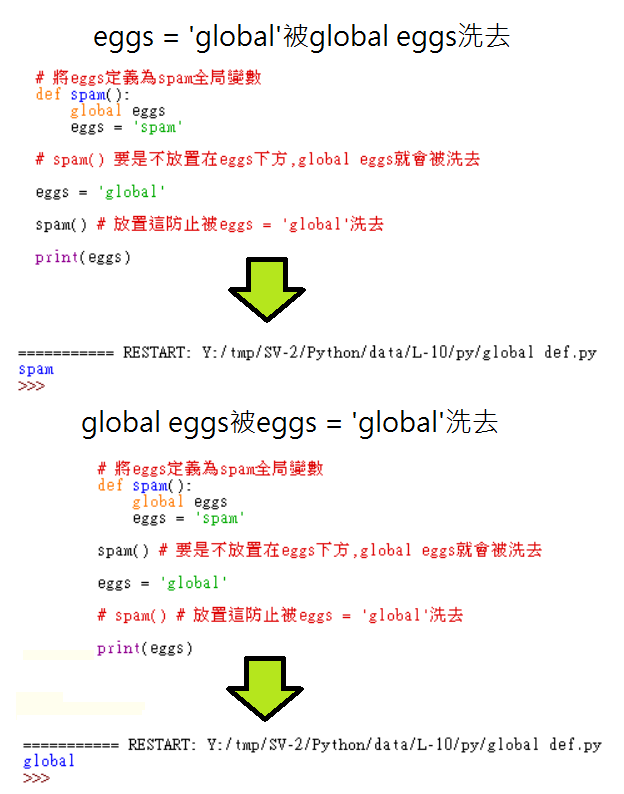 eggs = 'global'被global eggs洗去
# 將eggs定義為spam全局變數
def spam():
    global eggs
    eggs = 'spam'
# spam() 要是不放置在eggs下方,global eggs就會被洗去
eggs = 'global'
spam() # 放置這防止被eggs = 'global'洗去
print(eggs)
=========== RESTART: Y:/tmp/SV-2/Python/data/L-10/py/global def.py
spam
>>>
global eggs被eggs = 'global'洗去
# 將eggs定義為spam全局變數
def spam():
    global eggs
    eggs = 'spam'
spam() # 要是不放置在eggs下方,global eggs就會被洗去
eggs = 'global'
# spam() # 放置這防止被eggs = 'global'洗去
print(eggs)
=========== RESTART: Y:/tmp/SV-2/Python/data/L-10/py/global def.py
global
>>>